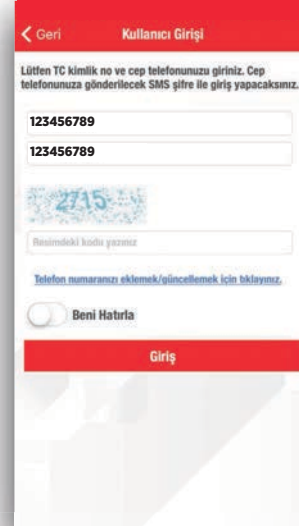 Geri
Kullanıcı Girişi
Lütfen TC kimlik no ve cep telefonunuzu giriniz. Cep
telefonunuza gönderilecek SMS şifre ile giriş yapacaksınız.
123456789
123456789
2715
Resimdeki kodu yazınız
Telefon numaranızı eklemek/güncellemek için tıklayınız.
Beni Hatırla
Giriş